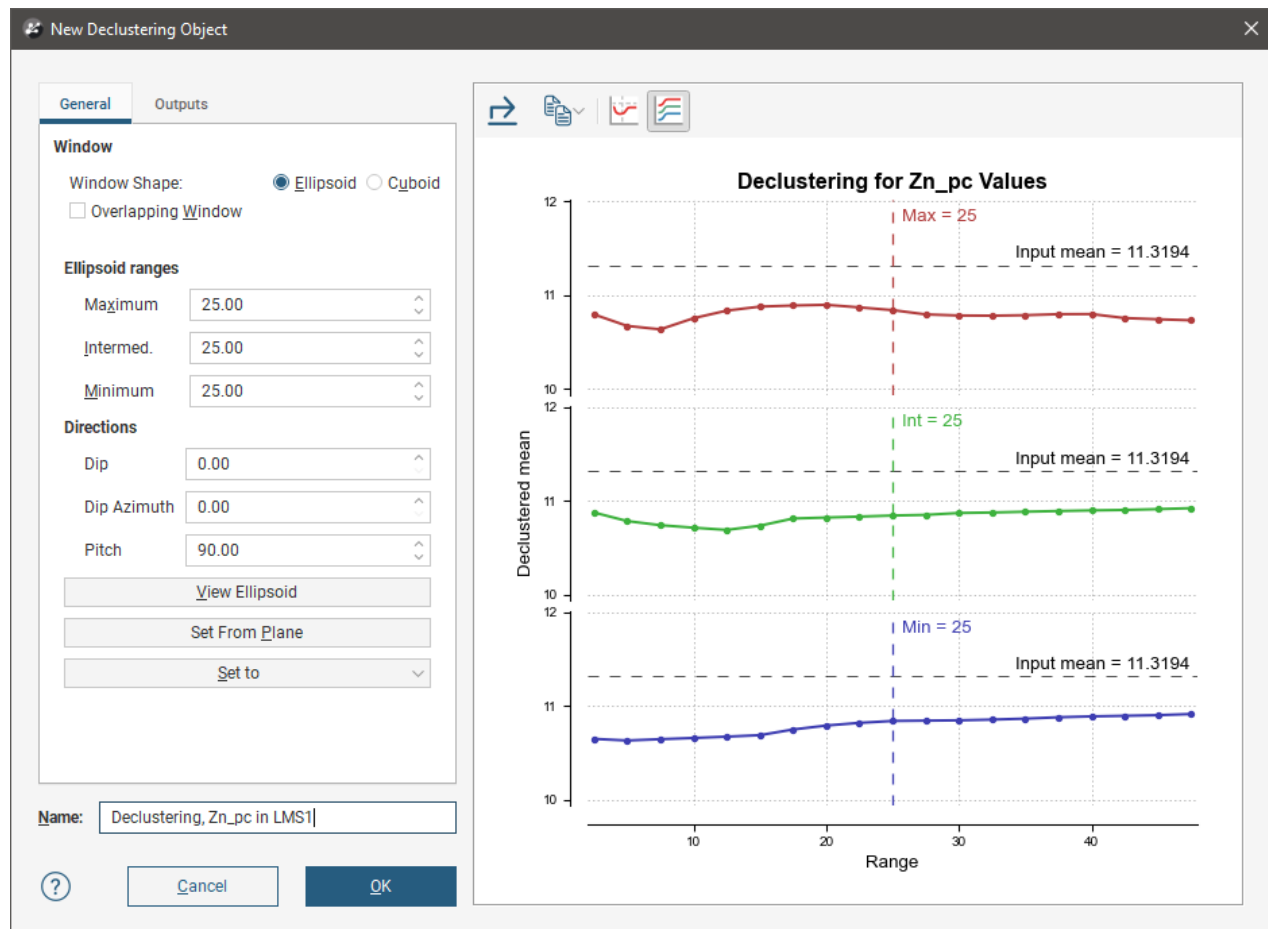 New Declustering Object
General Outputs
Window
Window Shape: Ellipsoid Cuboid
Overlapping Window
Ellipsoid ranges
Maximum 25.00
Intermed. 25.00
Minimum 25.00
Directions
Dip 0.00
Dip Azimuth 0.00
Pitch 90.00
View Ellipsoid
Set From Plane
Set to
Name: Declustering, Zn_pc in LMS1
? Cancel OK
Declustering for Zn_pc Values
12
Max = 25
Input mean = 11.3194
11
10
12
Int = 25
Input mean = 11.3194
11
10
12
Min = 25
Input mean = 11.3194
11
10
Declustered mean
10 20 30 40
Range